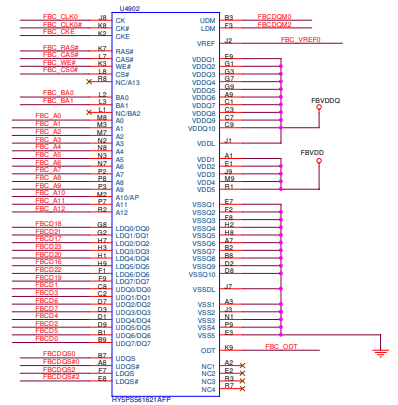 U4902
FBC_CLK0 J8 CK UDM B3 FBCDQM0
FBC_CLK0# K8 CK# LDM F3 FBCDQM2
FBC_CKE K2 CKE
VREF J2 FBC_VREF0
FBC_RAS# K7 RAS#
FBC_CAS# L7 CAS# VDDQ1 E9
FBC_WE# K3 WE# VDDQ2 G1
FBC_CS0# L8 CS# VDDQ3 G3
R8 NC/A13 VDDQ4 G7
VDDQ5 G9
FBC_BA0 L2 BA0 VDDQ6 A9
FBC_BA1 L3 BA1 VDDQ7 C1
L1 NC/BA2 VDDQ8 C3
FBC_A0 M8 A0 VDDQ9 C7
FBC_A1 M3 A1 VDDQ10 C9
FBVDDQ
FBC_A2 M7 A2
FBC_A3 N2 A3 VDDL J1
FBC_A4 N8 A4
FBC_A5 N3 A5 VDD1 A1
FBVDD
FBC_A6 N7 A6 VDD2 E1
FBC_A7 P2 A7 VDD3 J9
FBC_A8 P8 A8 VDD4 M9
FBC_A9 P3 A9 VDD5 R1
FBC_A10 M2 A10/AP
FBC_A11 P7 A11 VSSQ1 E7
FBC_A12 R2 A12 VSSQ2 F2
VSSQ3 F8
FBCD18 G8 LDQ0/DQ0 VSSQ4 H2
FBCD21 G2 LDQ1/DQ1 VSSQ5 H8
FBCD17 H7 LDQ2/DQ2 VSSQ6 A7
FBCD23 H3 LDQ3/DQ3 VSSQ7 B2
FBCD20 H1 LDQ4/DQ4 VSSQ8 B8
FBCD16 H9 LDQ5/DQ5 VSSQ9 D2
FBCD22 F1 LDQ6/DQ6 VSSQ10 D8
FBCD19 F9 LDQ7/DQ7
FBCD1 C8 UDQ0/DQ0 VSSDL J7
FBCD3 C2 UDQ1/DQ1
FBCD6 D7 UDQ2/DQ2 VSS1 A3
FBCD7 D3 UDQ3/DQ3 VSS2 J3
FBCD4 D1 UDQ4/DQ4 VSS3 N1
FBCD2 D9 UDQ5/DQ5 VSS4 P9
FBCD5 B1 UDQ6/DQ6 VSS5 E3
FBCD0 B9 UDQ7/DQ7
ODT K9 FBC_ODT
FBCDQS0 B7 UDQS
FBCDQS#0 A8 UDQS# NC1 A2
FBCDQS2 F7 LDQS NC2 E2
FBCDQS#2 E8 LDQS# NC3 R3
NC4 R7
HY5PS561621AFP